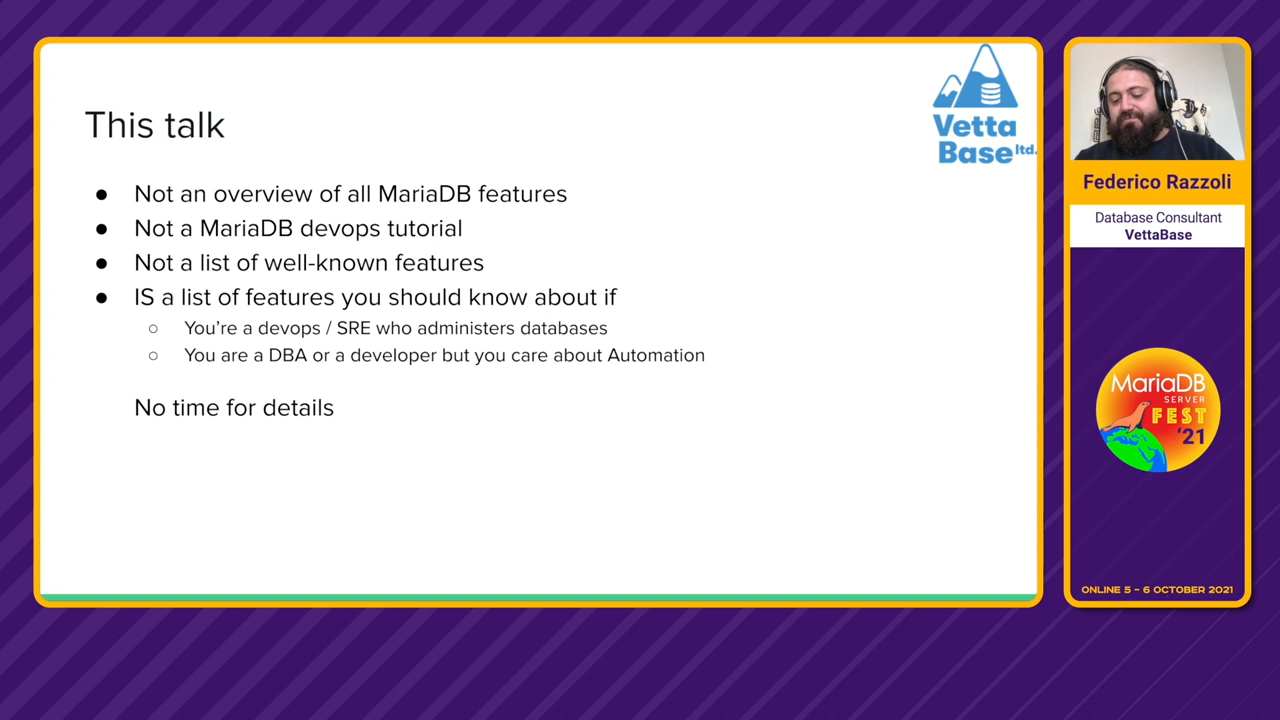 This talk
● Not an overview of all MariaDB features
● Not a MariaDB devops tutorial
● Not a list of well-known features
● IS a list of features you should know about if
○ You’re a devops / SRE who administers databases
○ You are a DBA or a developer but you care about Automation
No time for details
Vetta
Base ltd.
Federico Razzoli
Database Consultant
VettaBase
MariaDB
SERVER
FEST
'21
ONLINE 5 – 6 OCTOBER 2021